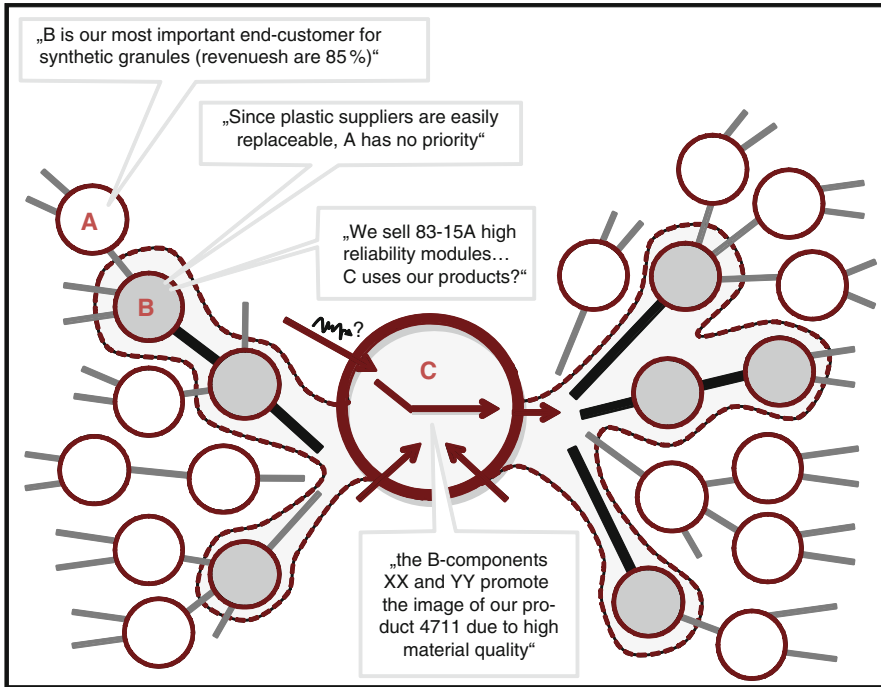 „B is our most important end-customer for
synthetic granules (revenuesh are 85 %)“
„Since plastic suppliers are easily
replaceable, A has no priority“
A
„We sell 83-15A high
reliability modules…
C uses our products?“
B
?
C
„the B-components
XX and YY promote
the image of our pro-
duct 4711 due to high
material quality“